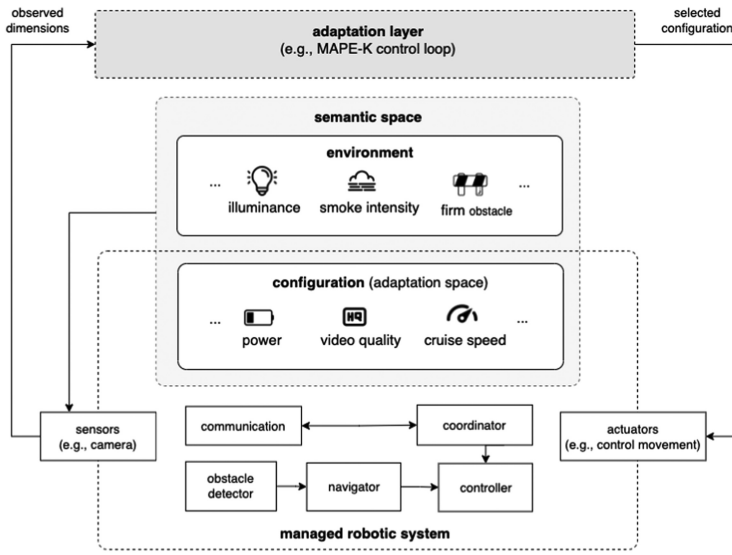 observed
dimensions
adaptation layer
(e.g., MAPE-K control loop)
selected
configuration
semantic space
environment
... illuminance smoke intensity firm obstacle ...
configuration (adaptation space)
... HQ ...
power video quality cruise speed
sensors
(e.g., camera)
communication
coordinator
actuators
(e.g., control movement)
obstacle
detector
navigator
controller
managed robotic system